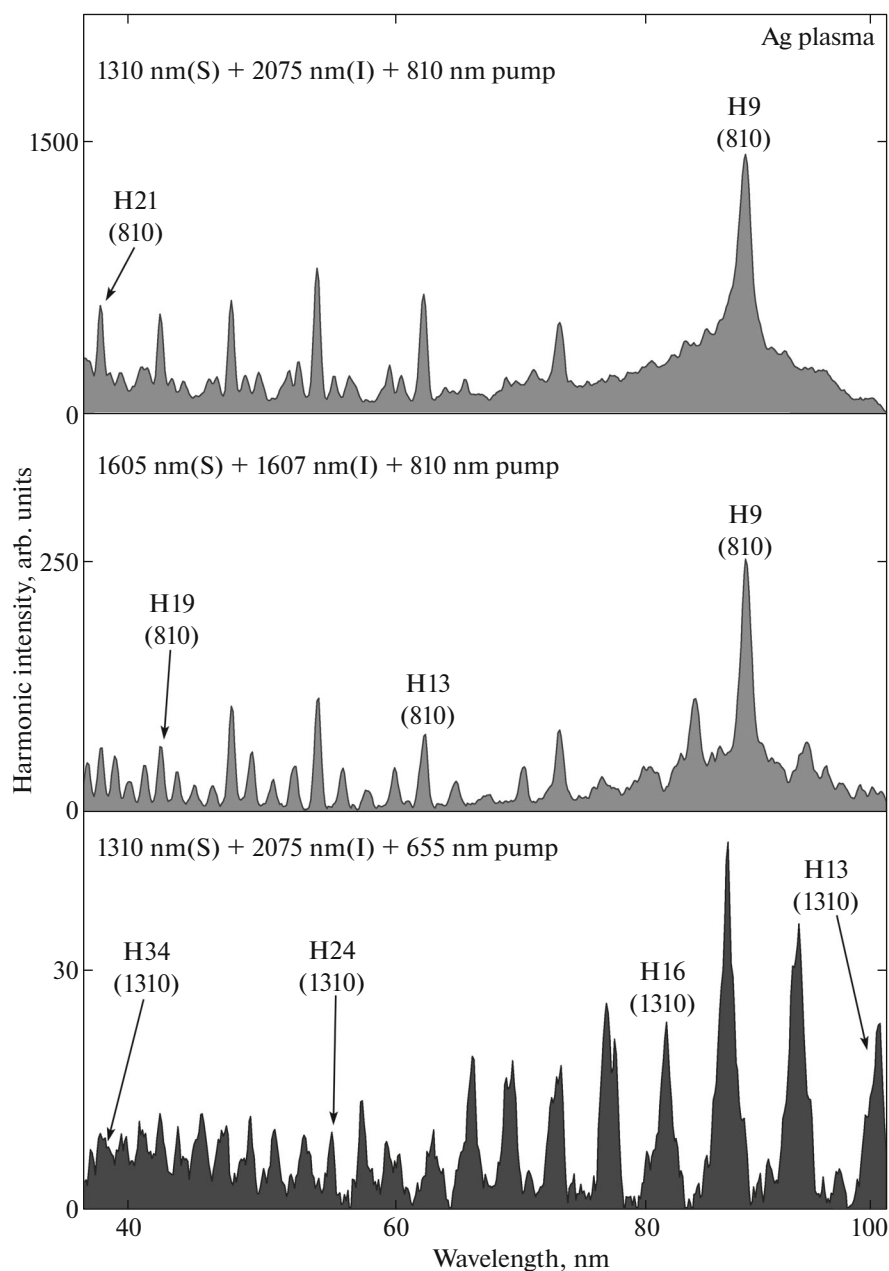 Ag plasma
1310 nm(S) + 2075 nm(I) + 810 nm pump
H9
(810)
1500
H21
(810)
0
1605 nm(S) + 1607 nm(I) + 810 nm pump
H9
(810)
250
H19
(810)
H13
(810)
0
Harmonic intensity, arb. units
1310 nm(S) + 2075 nm(I) + 655 nm pump
H13
(1310)
H34
(1310)
H24
(1310)
H16
(1310)
30
0
40
60
80
100
Wavelength, nm